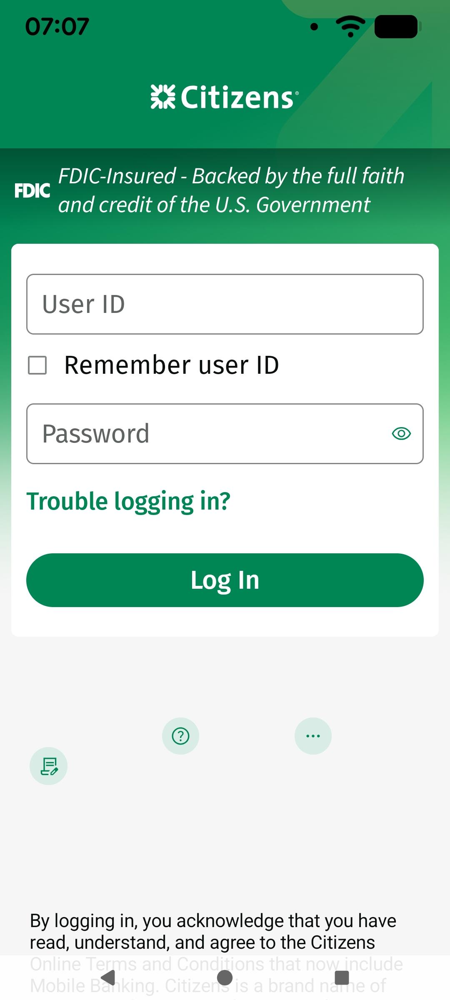 07:07
Citizens®
FDIC
FDIC-Insured - Backed by the full faith
and credit of the U.S. Government
User ID
Remember user ID
Password
Trouble logging in?
Log In
By logging in, you acknowledge that you have
read, understand, and agree to the Citizens
Online Terms and Conditions that now include
Mobile Banking. Citizens is a brand name of